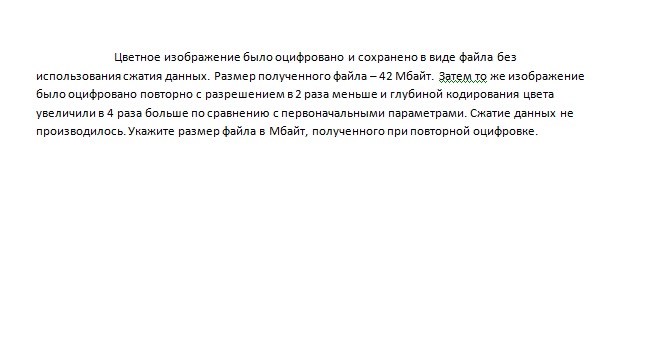 Цветное изображение было оцифровано и сохранено в виде файла без
использования сжатия данных. Размер полученного файла – 42 Мбайт. Затем то же изображение
было оцифровано повторно с разрешением в 2 раза меньше и глубиной кодирования цвета
увеличили в 4 раза больше по сравнению с первоначальными параметрами. Сжатие данных не
производилось. Укажите размер файла в Мбайт, полученного при повторной оцифровке.